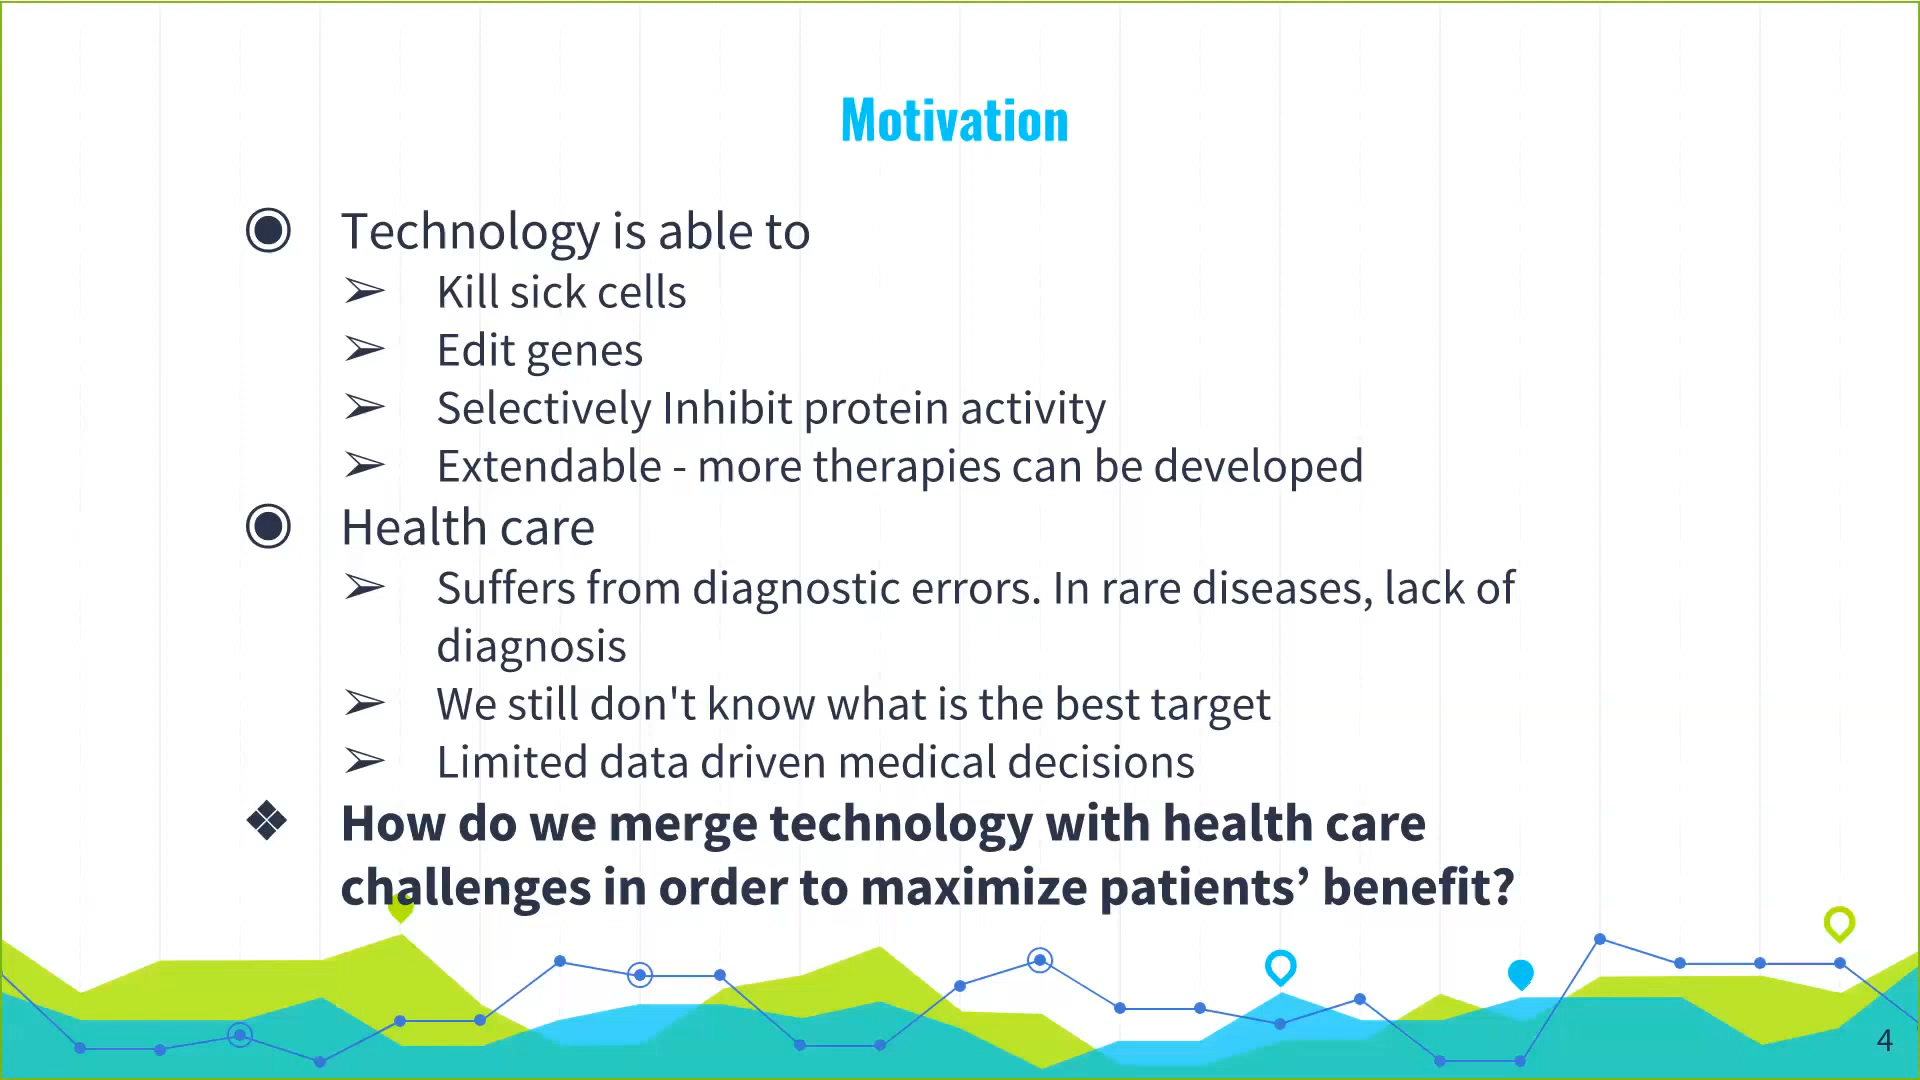 Motivation
◉ Technology is able to
➢ Kill sick cells
➢ Edit genes
➢ Selectively Inhibit protein activity
➢ Extendable - more therapies can be developed
◉ Health care
➢ Suffers from diagnostic errors. In rare diseases, lack of
diagnosis
➢ We still don't know what is the best target
➢ Limited data driven medical decisions
❖ How do we merge technology with health care
challenges in order to maximize patients’ benefit?
4